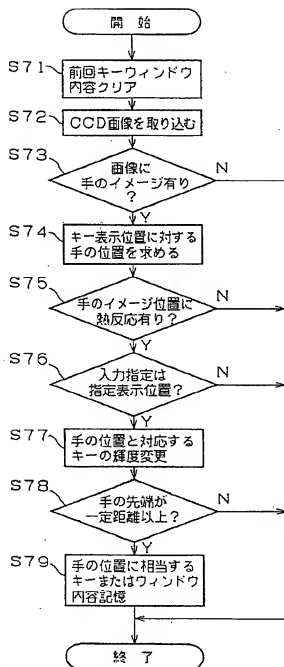 開始
S71
前回キーウィンドウ
内容クリア
S72
CCD画像を取り込む
S73
画像に
手のイメージ有り
?
N
Y
S74
キー表示位置に対する
手の位置を求める
S75
手のイメージ位置に
熱反応有り?
N
Y
S76
入力指定は
指定表示位置?
N
Y
S77
手の位置と対応する
キーの輝度変更
S78
手の先端が
一定距離以上?
N
Y
S79
手の位置に相当する
キーまたはウィンドウ
内容記憶
終了